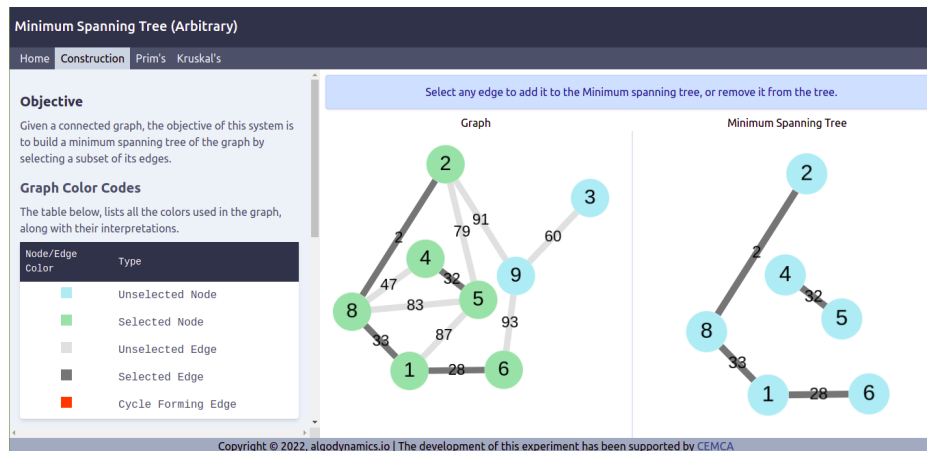 Minimum Spanning Tree (Arbitrary)
Home Construction Prim's Kruskal's
Objective
Given a connected graph, the objective of this system is
to build a minimum spanning tree of the graph by
selecting a subset of its edges.
Graph Color Codes
The table below, lists all the colors used in the graph,
along with their interpretations.
Node/Edge
Color
Type
Unselected Node
Selected Node
Unselected Edge
Selected Edge
Cycle Forming Edge
Select any edge to add it to the Minimum spanning tree, or remove it from the tree.
Graph
2
3
91
79
60
2
4
9
32
47
5
83
8
93
87
33
1
28
6
Minimum Spanning Tree
2
2
4
32
5
8
33
1
28
6
Copyright © 2022, algodynamics.io | The development of this experiment has been supported by CEMCA